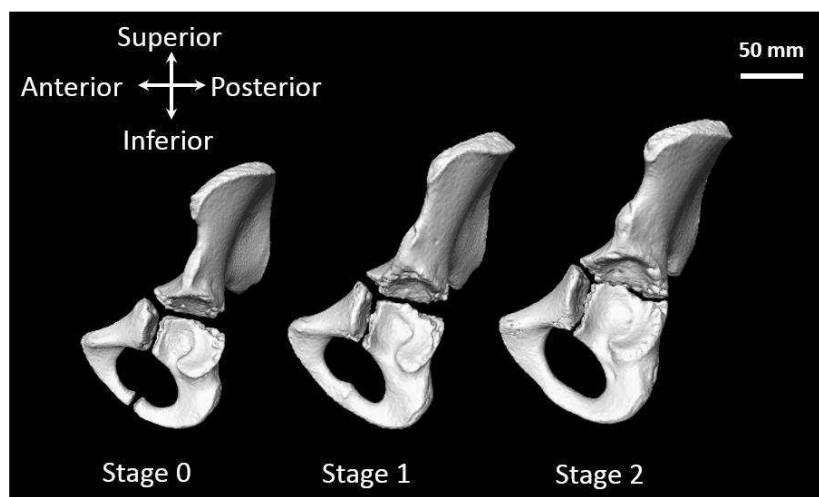 Superior
50 mm
Anterior
Posterior
Inferior
Stage 0
Stage 1
Stage 2